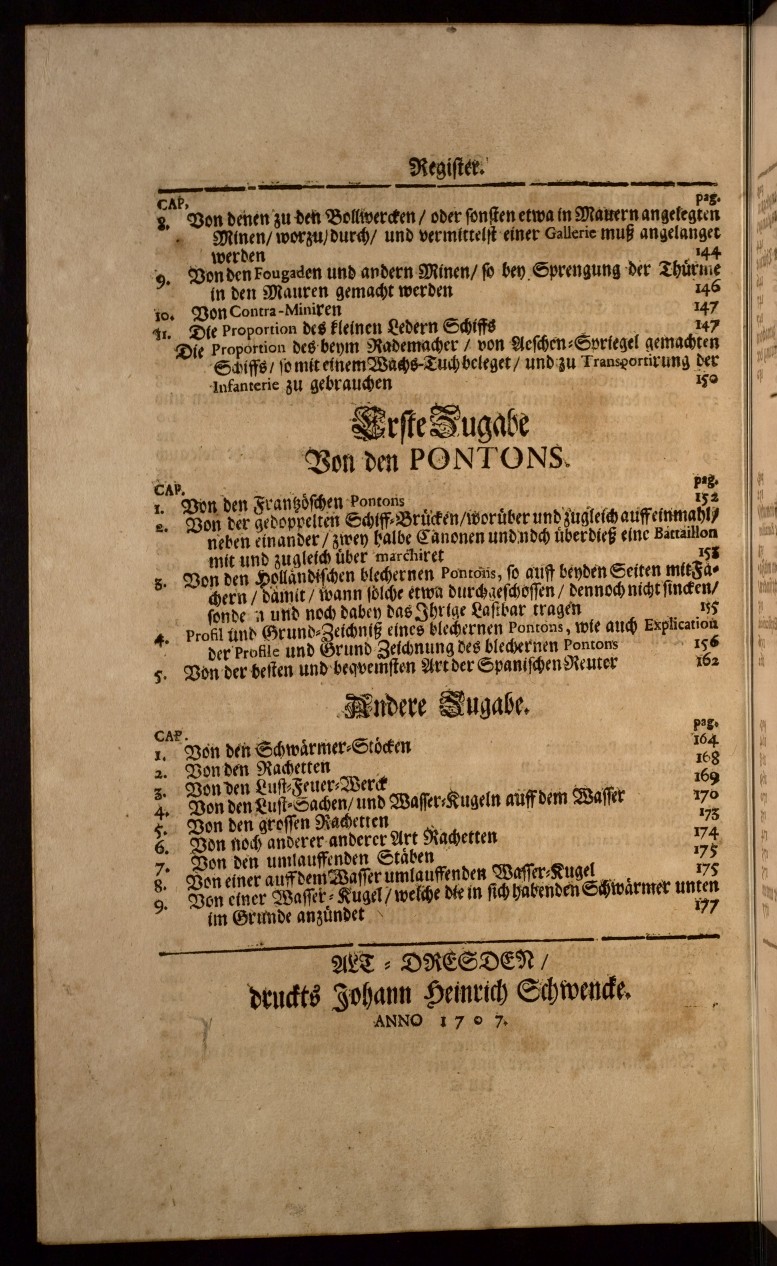 Register.
CAP. pag.
8. Von denen zu den Bollwercken / oder sonsten etwa in Mauern angelegten
Minen / worzu / durch / und vermittelst einer Gallerie muß angelanget
werden 144
9. Von den Fougaden und andern Minen / so bey Sprengung der Thürme
in den Mauren gemacht werden 146
10. Von Contra-Miniren 147
11. Die Proportion des kleinen Ledern Schiffs 147
Die Proportion des beym Rademacher / von Aeschen-Spriegel gemachten
Schiffs / so mit einem Wachs-Tuch beleget / und zu Transportirung der
Infanterie zu gebrauchen 150
Erste Zugabe
Von den PONTONS.
CAP. pag.
1. Von den Frantzöschen Pontons 152
2. Von der gedoppelten Schiff-Brücken / worüber und zugleich auff einmahl /
neben einander / zwey halbe Canonen und noch überdieß eine Battaillon
mit und zugleich über marchiret 153
3. Von den Holländischen blechernen Pontons, so auff beyden Seiten mit Fä-
chern / damit / wann solche etwa durchgeschossen / dennoch nicht sincken /
sonde n und noch dabey das Ihrige Lastbar tragen 155
4. Profil und Grund-Zeichniß eines blechernen Pontons, wie auch Explication
der Profile und Grund Zeichnung des blechernen Pontons 156
5. Von der besten und beqvemsten Art der Spanischen Reuter 162
Andere Zugabe.
CAP. pag.
1. Von den Schwärmer-Stöcken 164
2. Von den Rachetten 168
3. Von den Lust-Feuer-Werck 169
4. Von den Lust-Sachen / und Wasser-Kugeln auff dem Wasser 170
5. Von den grossen Rachetten 173
6. Von noch anderer anderer Art Rachetten 174
7. Von den umlauffenden Stäben 175
8. Von einer auff dem Wasser umlauffenden Wasser-Kugel 175
9. Von einer Wasser-Kugel / welche die in sich habenden Schwärmer unten
im Grunde anzündet 177
ALT-DRESDEN /
druckts Johann Heinrich Schwencke.
ANNO 1707.